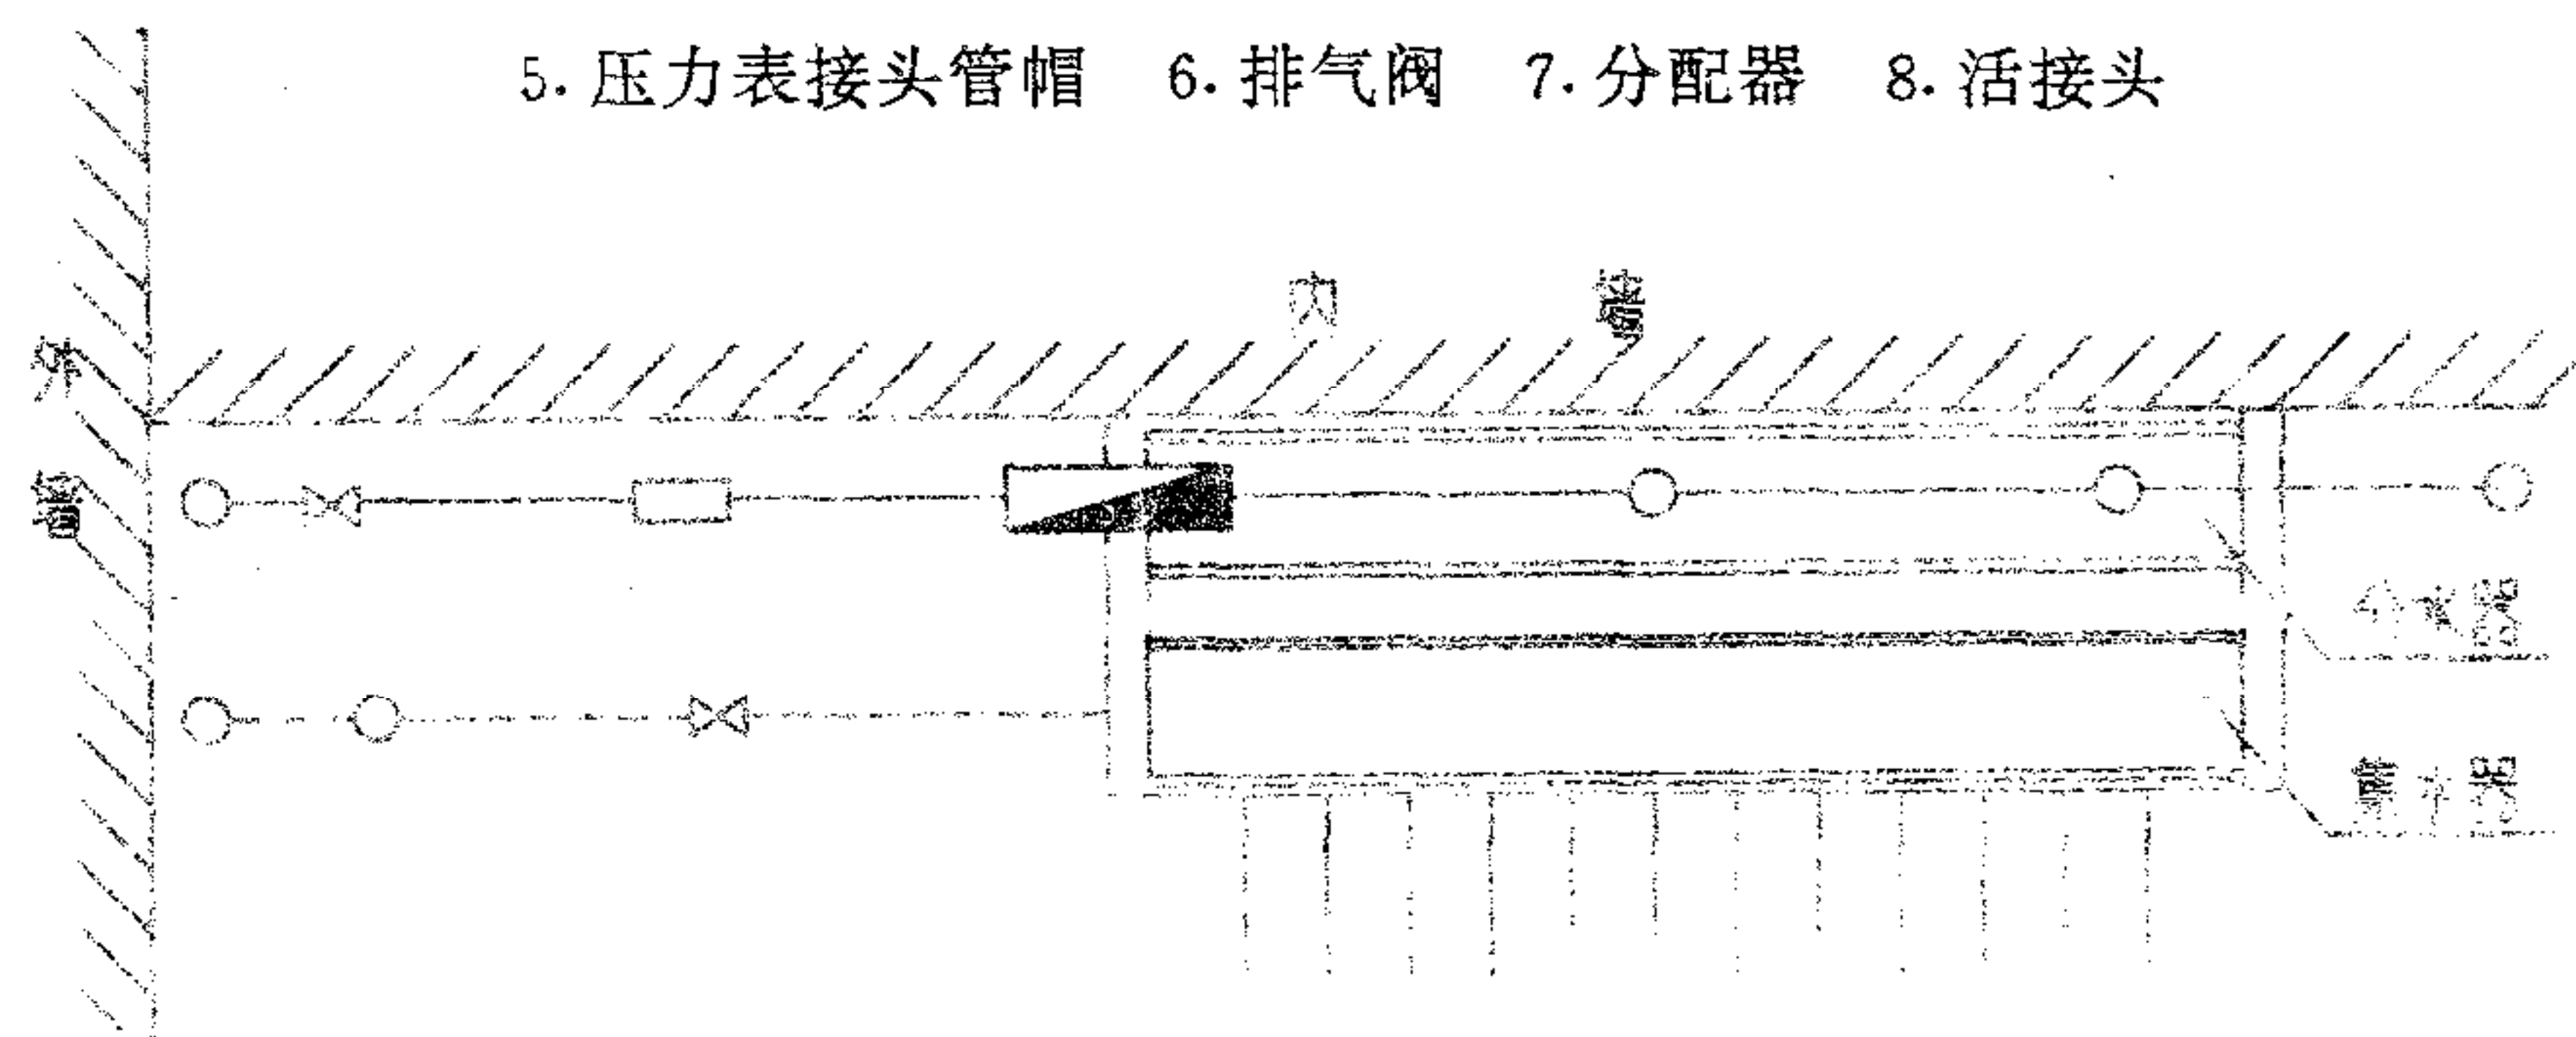 5. 压力表接头管帽 6. 排气阀 7. 分配器 8. 活接头
内 墙
外
墙
分水器
集水器